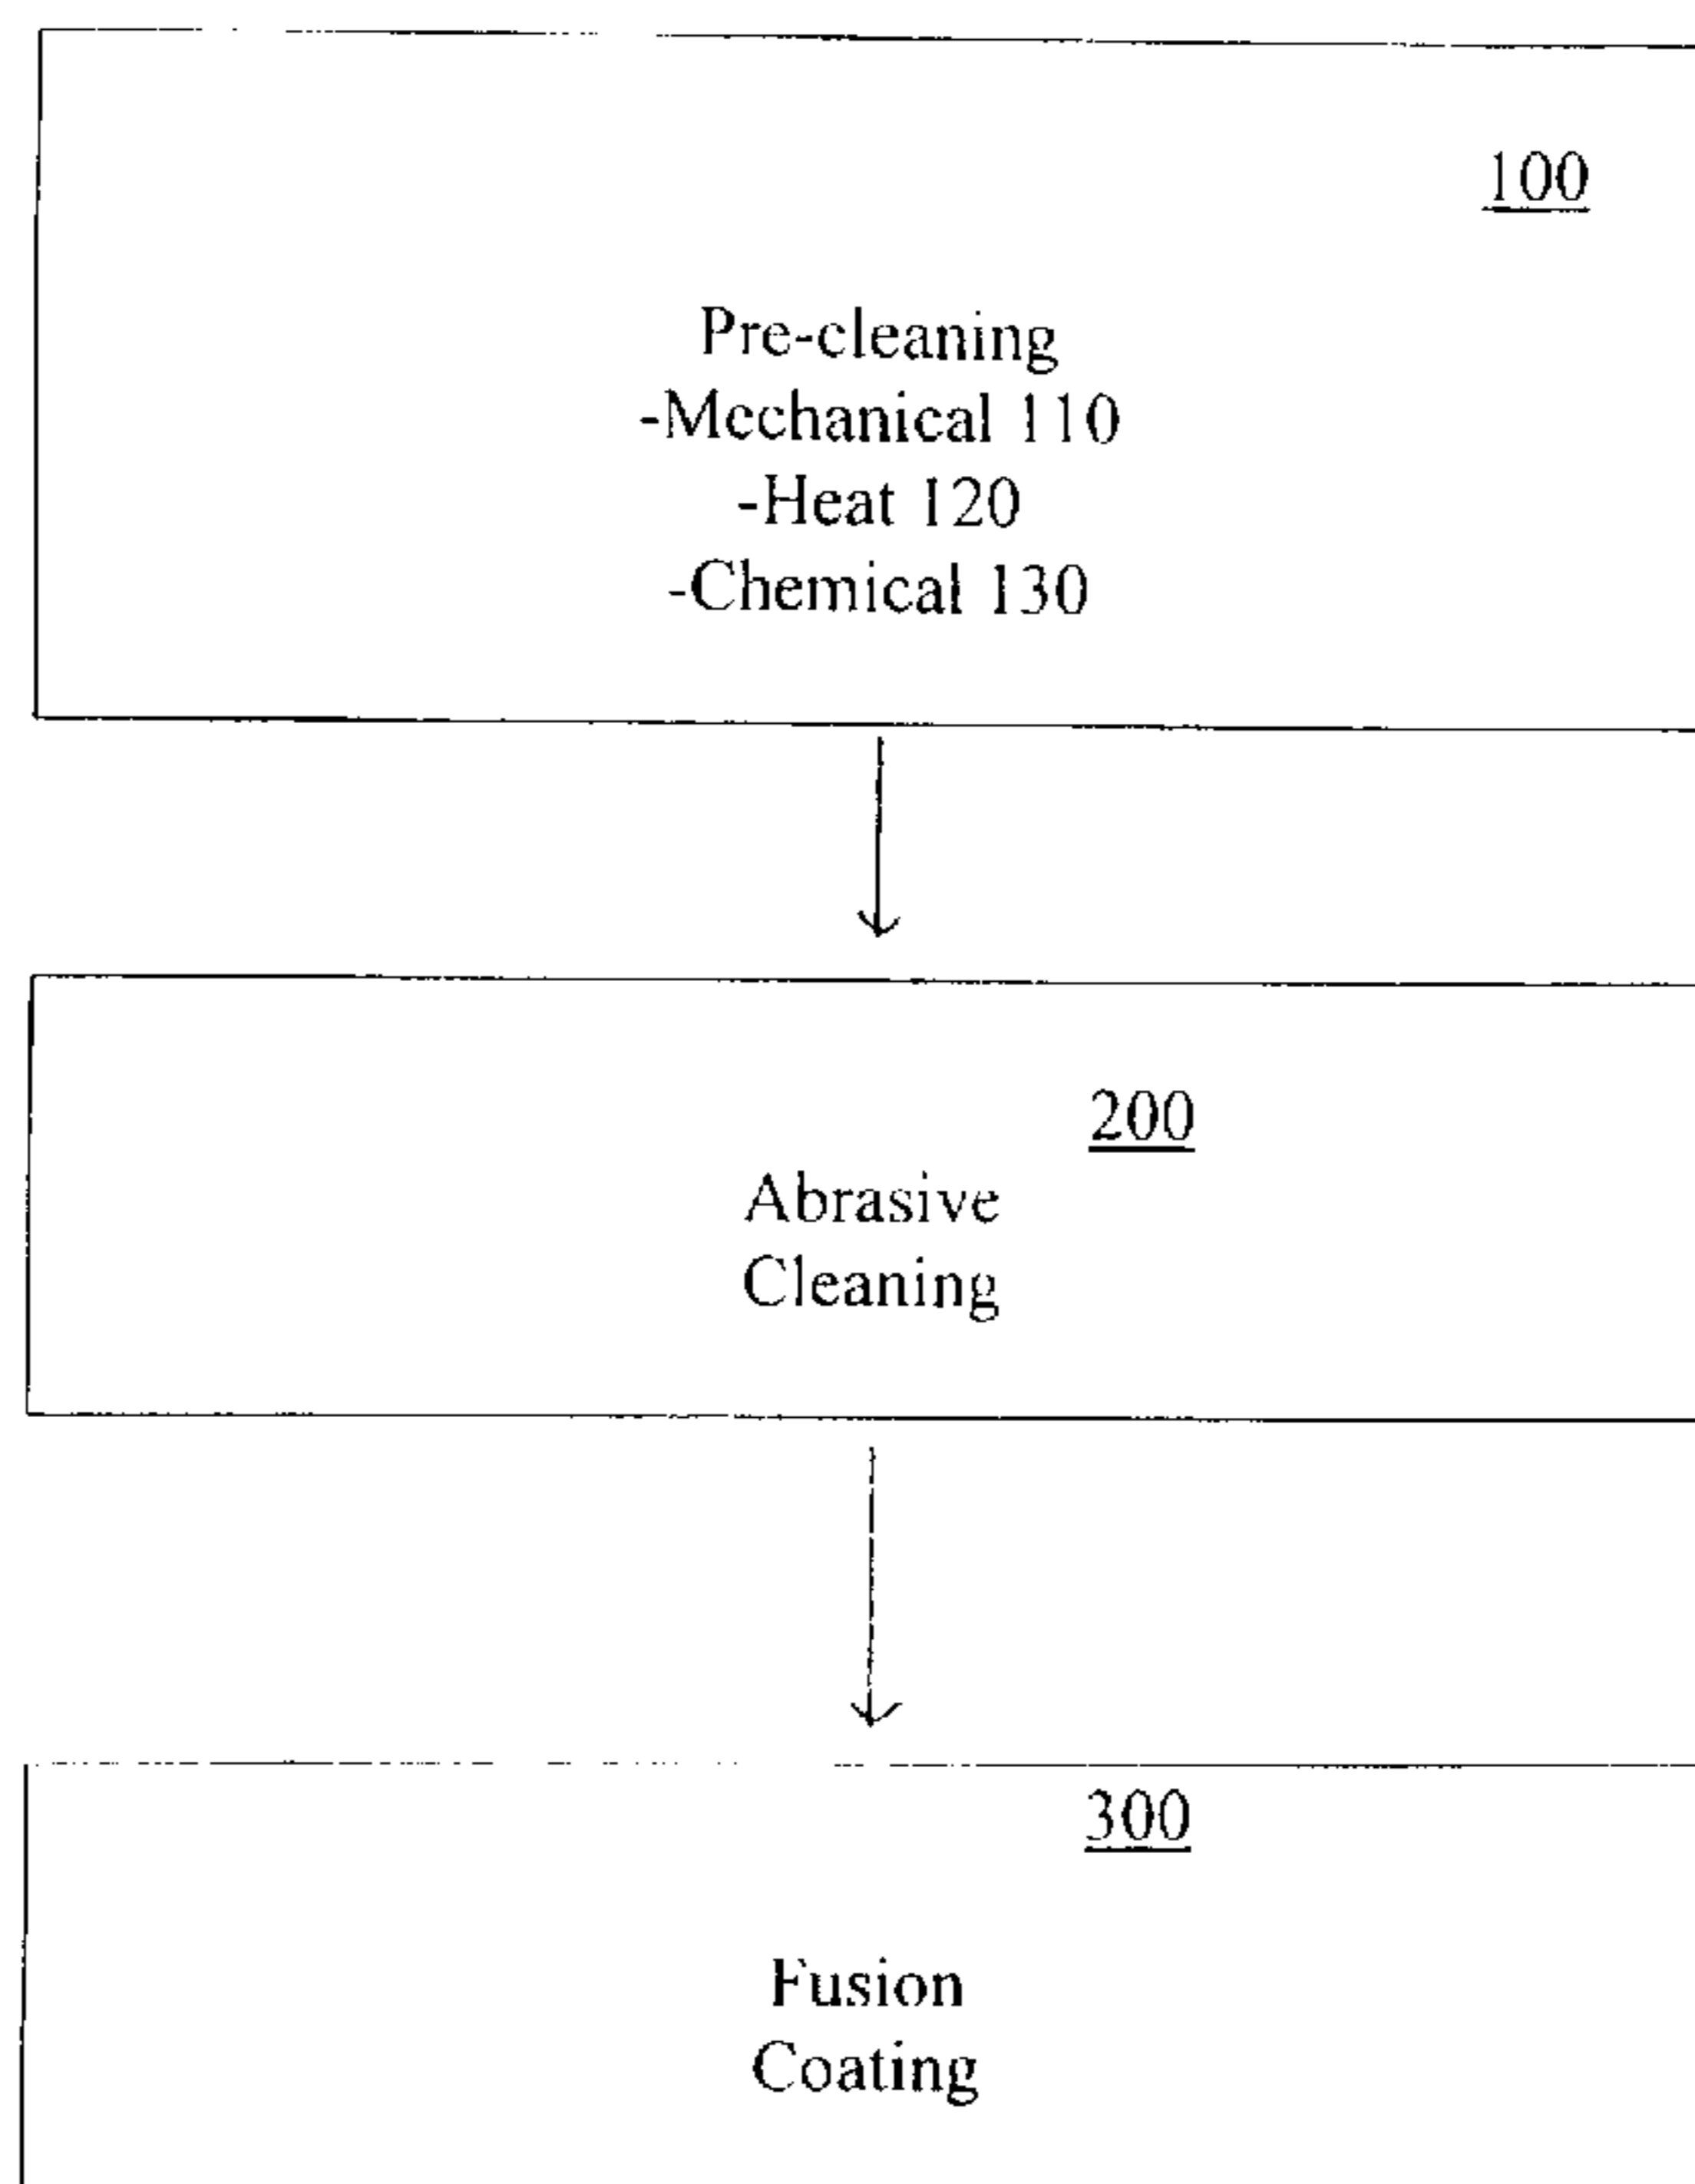 100
Pre-cleaning
-Mechanical 110
-Heat 120
-Chemical 130
200
Abrasive
Cleaning
300
Fusion
Coating